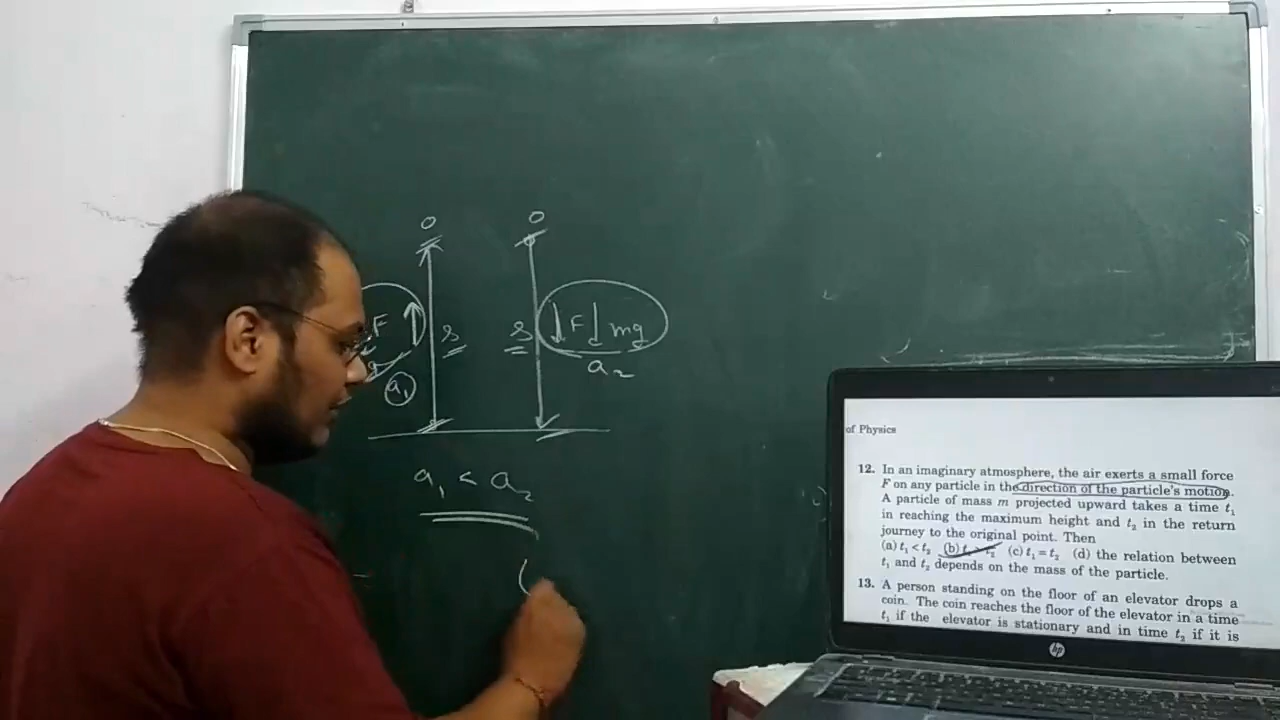 o o
F s s F mg
a₁ a₂
a₁ < a₂
(
of Physics
12. In an imaginary atmosphere, the air exerts a small force
F on any particle in the direction of the particle's motion.
A particle of mass m projected upward takes a time t₁
in reaching the maximum height and t₂ in the return
journey to the original point. Then
(a) t₁ < t₂ (b) t₁ > t₂ (c) t₁ = t₂ (d) the relation between
t₁ and t₂ depends on the mass of the particle.
13. A person standing on the floor of an elevator drops a
coin. The coin reaches the floor of the elevator in a time
t₁ if the elevator is stationary and in time t₂ if it is
hp